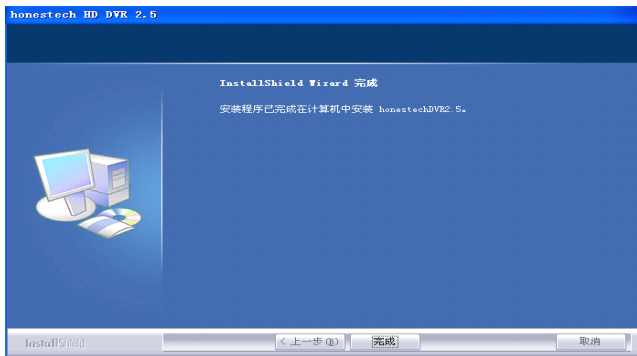 honestech HD DVR 2.5
InstallShield Wizard 完成
安装程序已完成在计算机中安装 honestechDVR2.5。
InstallShield
< 上一步(B) 完成 取消